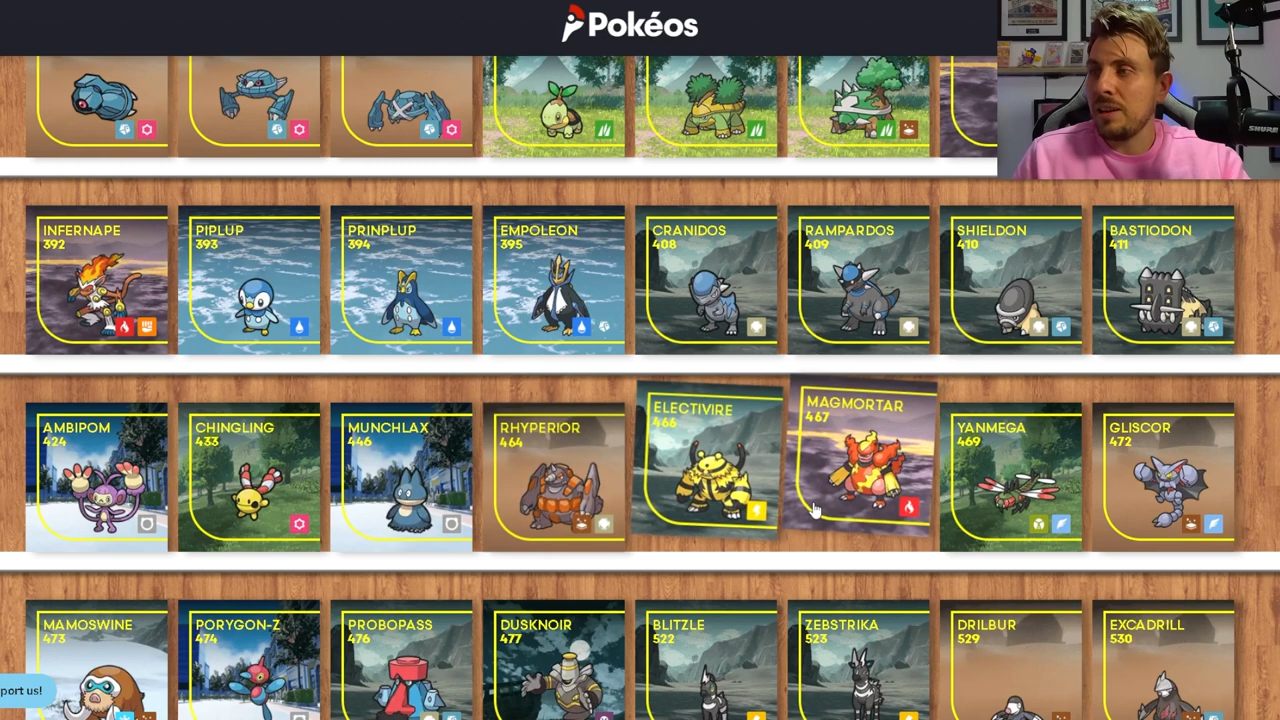 Pokéos
SHURE
INFERNAPE
392
PIPLUP
393
PRINPLUP
394
EMPOLEON
395
CRANIDOS
408
RAMPARDOS
409
SHIELDON
410
BASTIODON
411
AMBIPOM
424
CHINGLING
433
MUNCHLAX
446
RHYPERIOR
464
ELECTIVIRE
466
MAGMORTAR
467
YANMEGA
469
GLISCOR
472
MAMOSWINE
473
PORYGON-Z
474
PROBOPASS
476
DUSKNOIR
477
BLITZLE
522
ZEBSTRIKA
523
DRILBUR
529
EXCADRILL
530
port us!